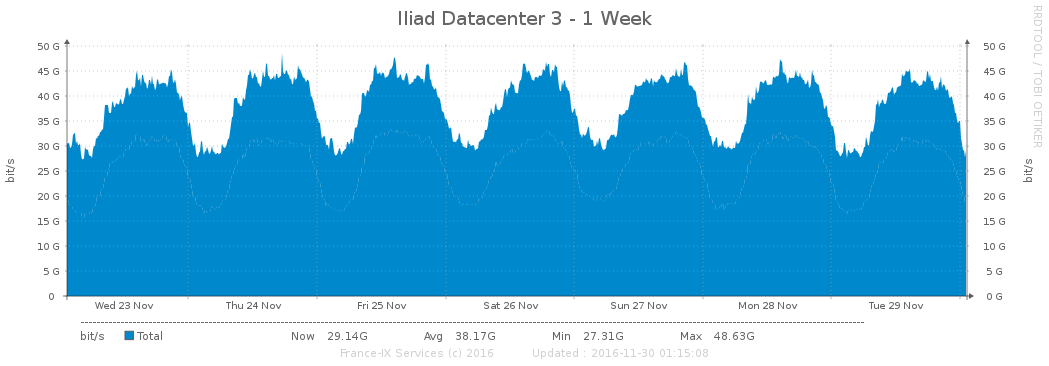 Iliad Datacenter 3 - 1 Week
RRDTOOL / TOBI OETIKER
50 G 50 G
45 G 45 G
40 G 40 G
35 G 35 G
30 G 30 G
25 G 25 G
20 G 20 G
15 G 15 G
10 G 10 G
5 G 5 G
0 0 G
bit/s bit/s
Wed 23 Nov Thu 24 Nov Fri 25 Nov Sat 26 Nov Sun 27 Nov Mon 28 Nov Tue 29 Nov
bit/s Total Now 29.14G Avg 38.17G Min 27.31G Max 48.63G
France-IX Services (c) 2016 Updated : 2016-11-30 01:15:08